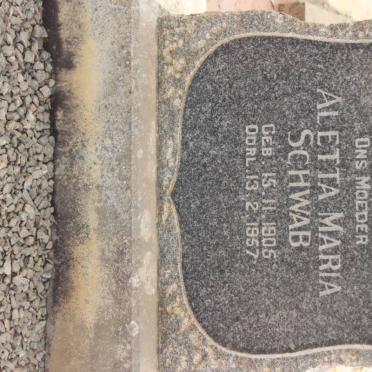 ONS MOEDER
ALETTA MARIA
SCHWAB
GEB. 15.11.1905
OORL. 13.2.1957